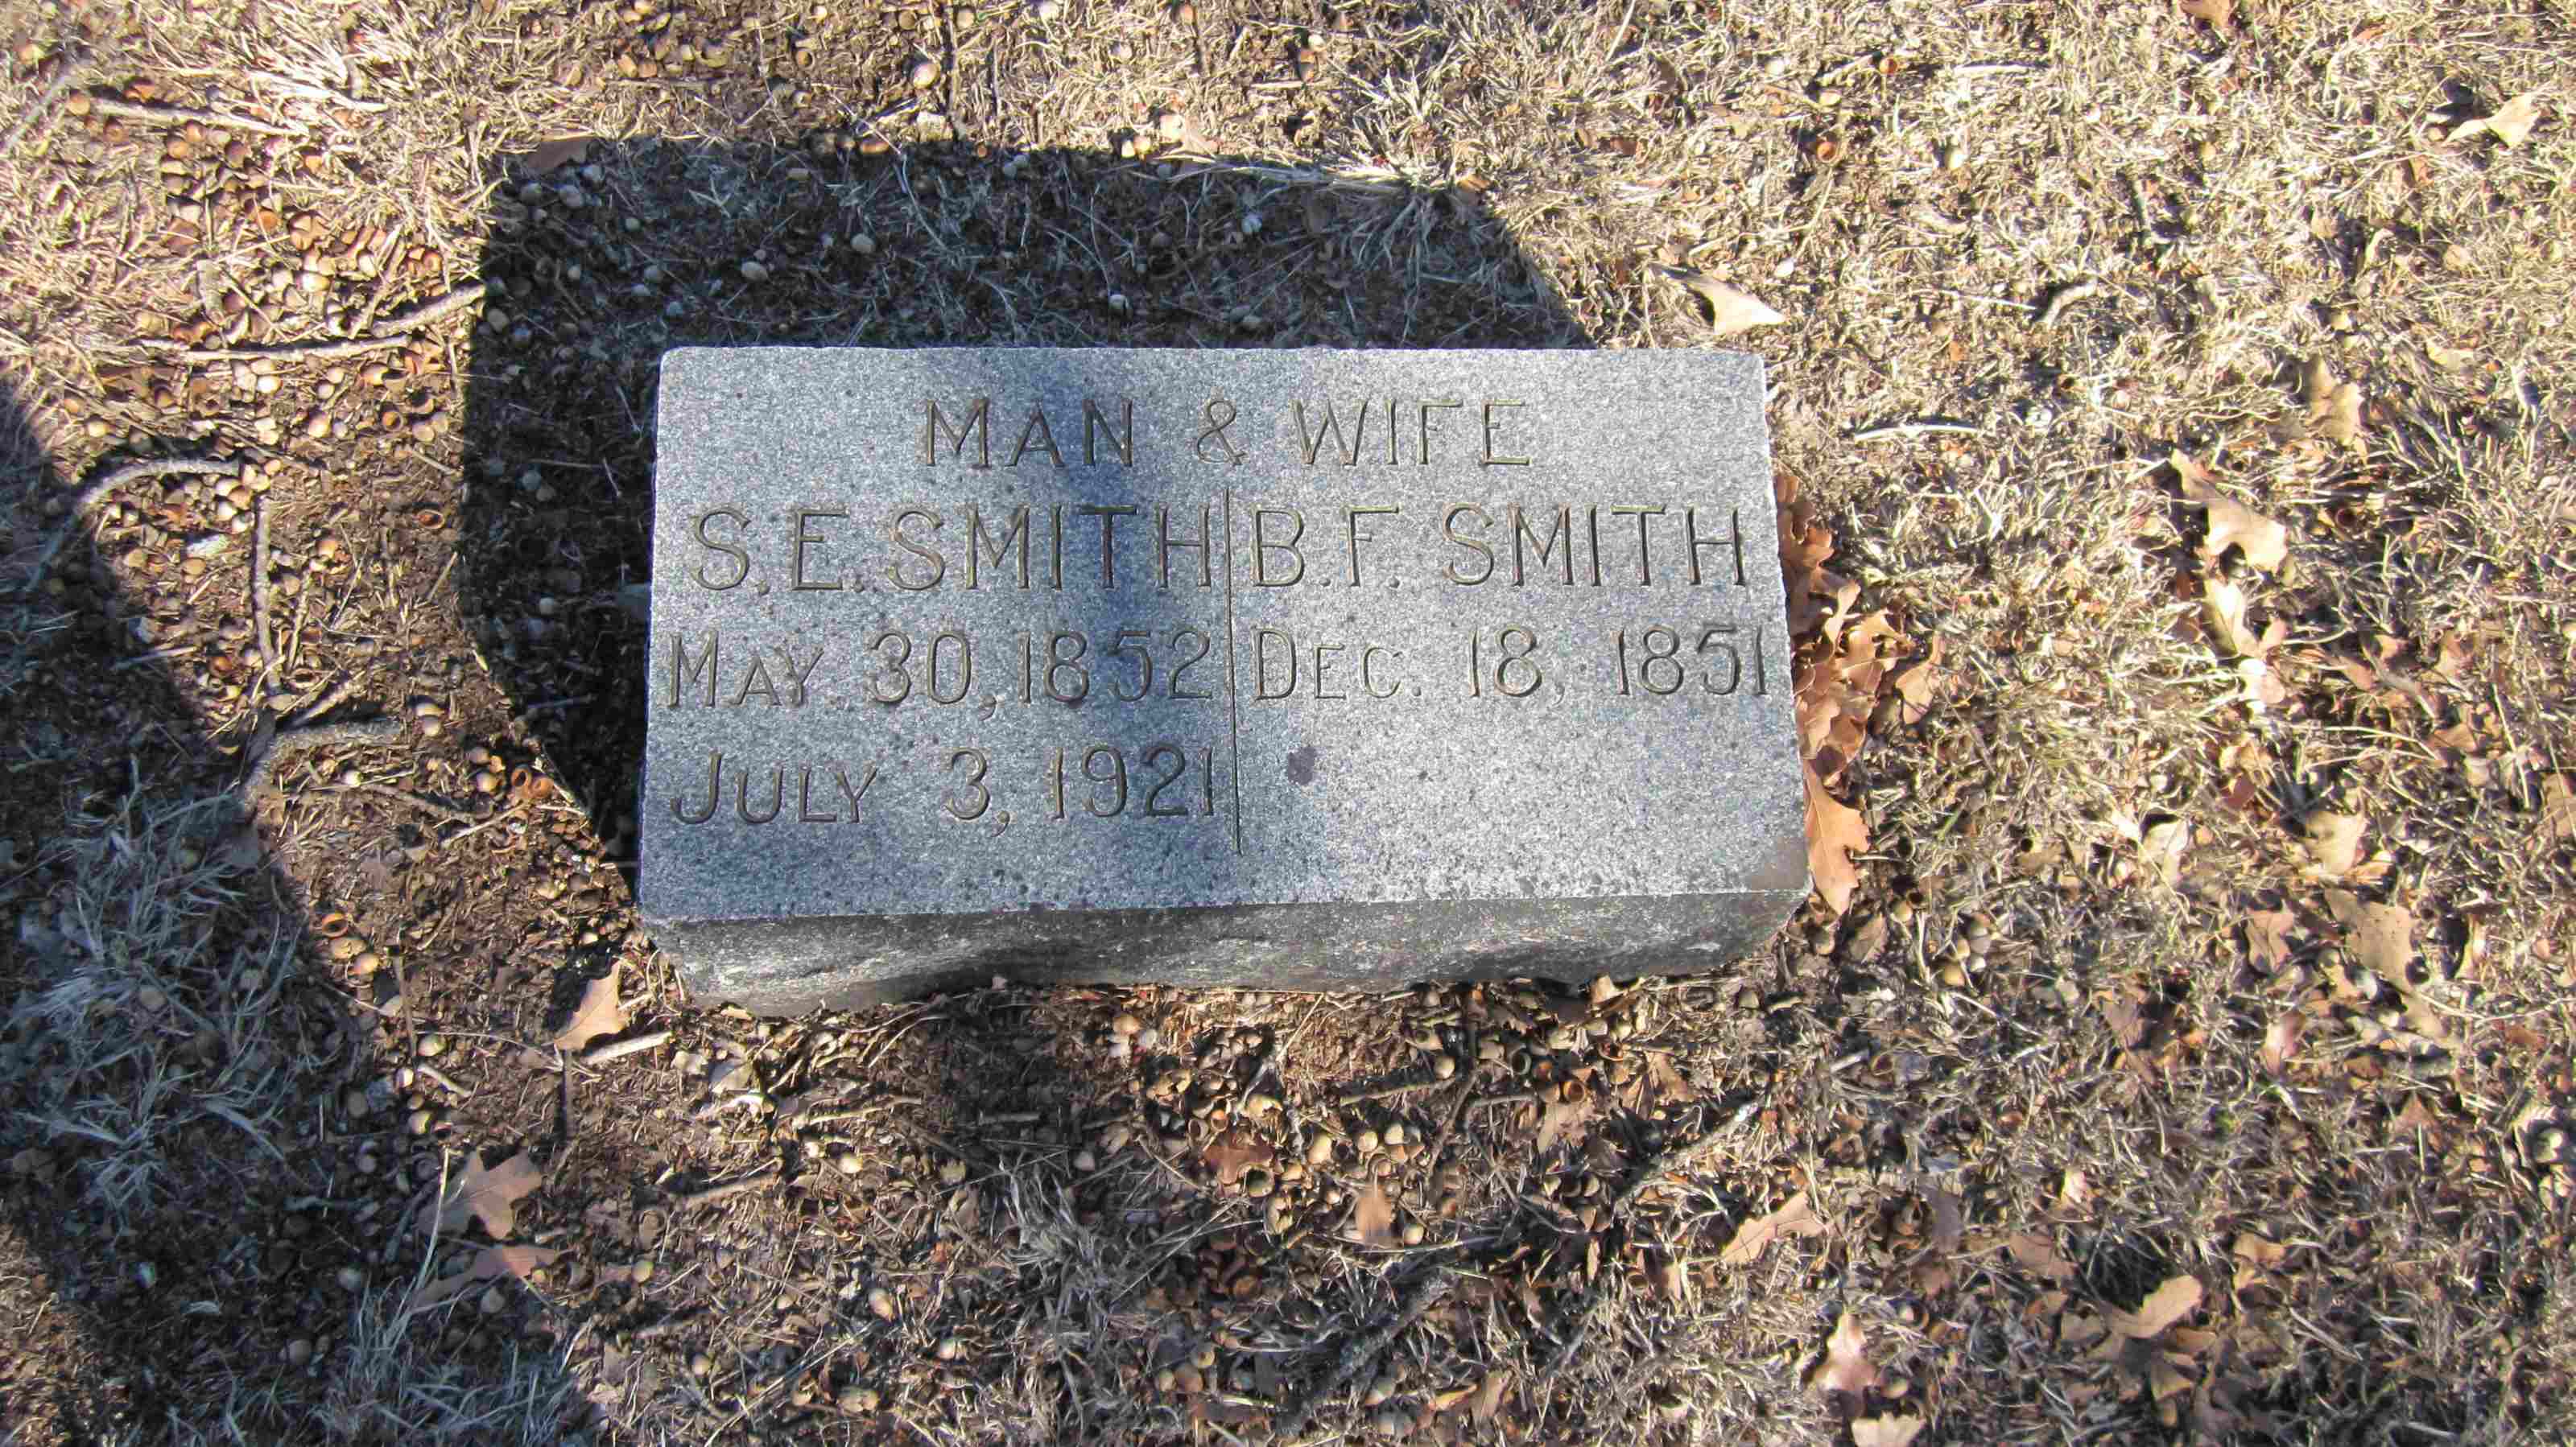 MAN & WIFE
S.E. SMITH
MAY 30, 1852
JULY 3, 1921
B.F. SMITH
DEC. 18, 1851